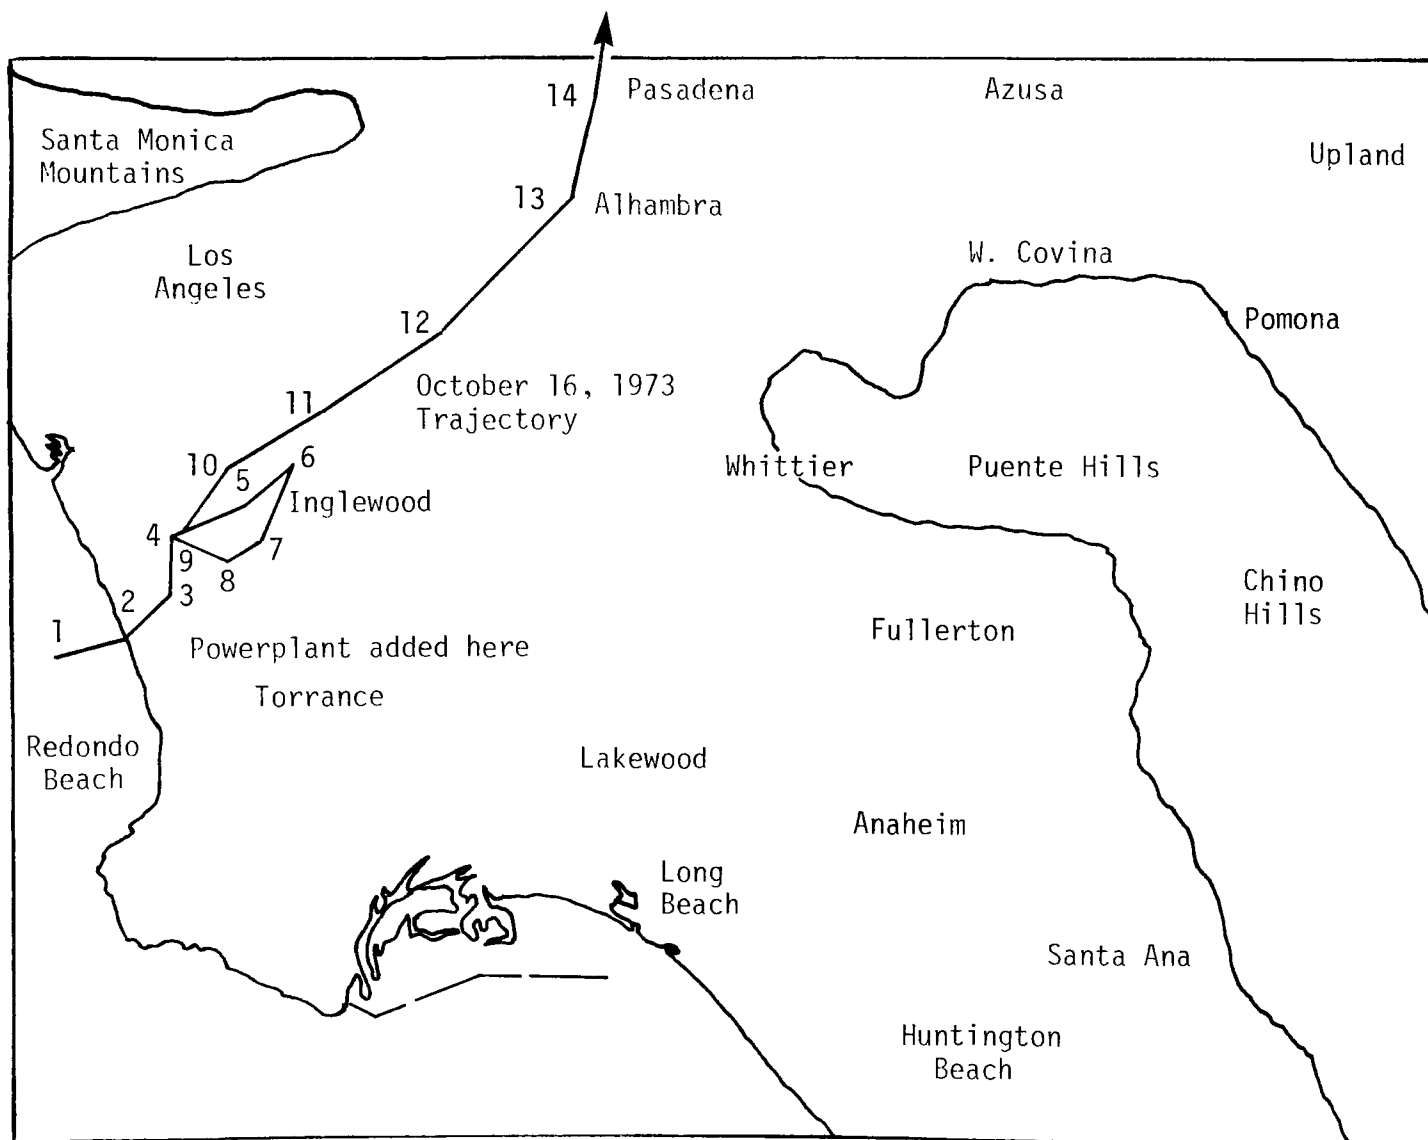 14 Pasadena
Azusa
Santa Monica
Mountains
Upland
13 Alhambra
Los
Angeles
W. Covina
12
Pomona
October 16, 1973
Trajectory
11
10
5
6
Whittier
Puente Hills
Inglewood
4
9
7
8
3
2
1
Chino
Hills
Fullerton
Powerplant added here
Torrance
Redondo
Beach
Lakewood
Anaheim
Long
Beach
Santa Ana
Huntington
Beach